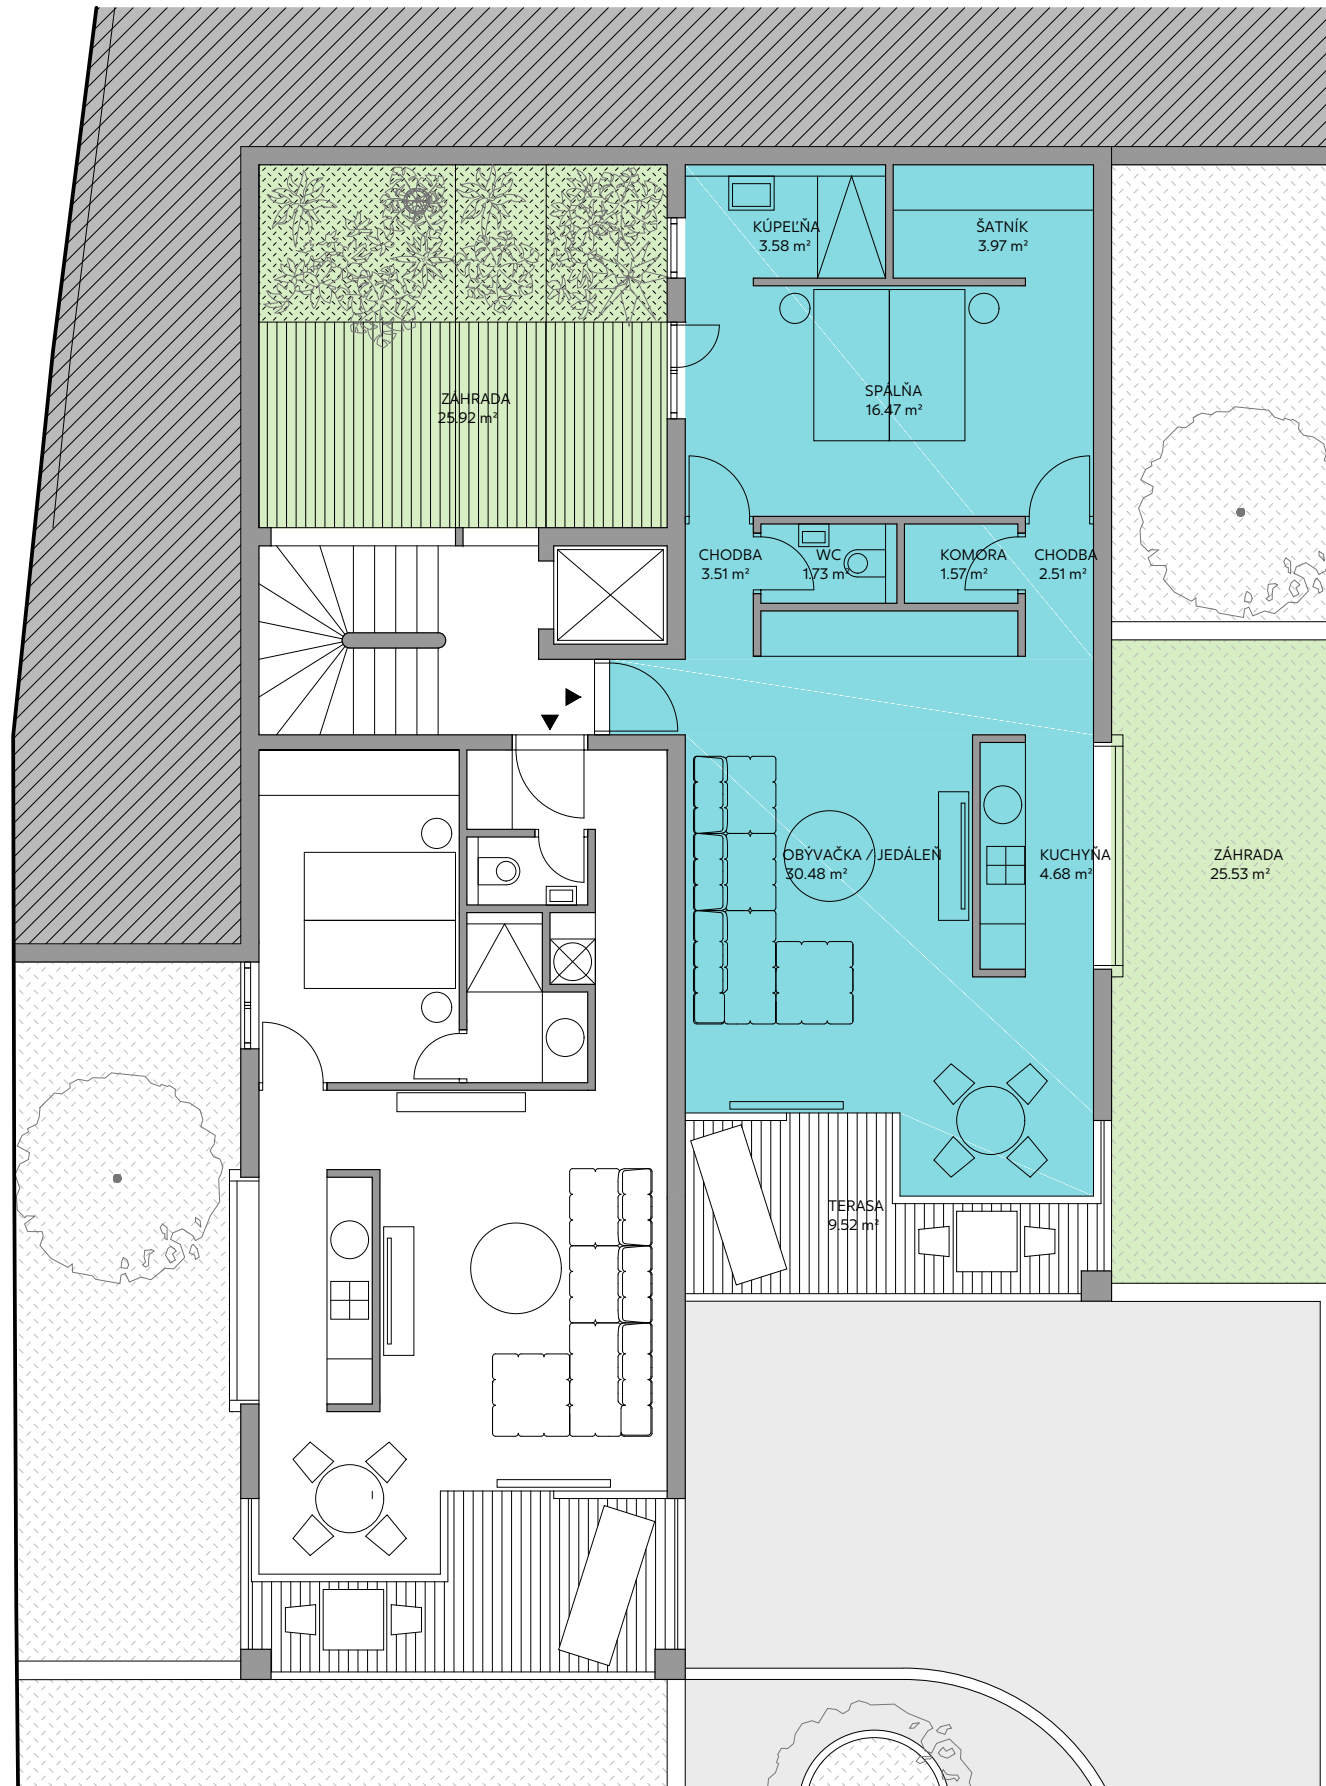 KÚPEĽŇA
3.58 m²
ŠATNÍK
3.97 m²
ZÁHRADA
25.92 m²
SPÁLŇA
16.47 m²
CHODBA
3.51 m²
WC
1.73 m²
KOMORA
1.57 m²
CHODBA
2.51 m²
OBÝVAČKA / JEDÁLEŇ
30.48 m²
KUCHYŇA
4.68 m²
ZÁHRADA
25.53 m²
TERASA
9.52 m²